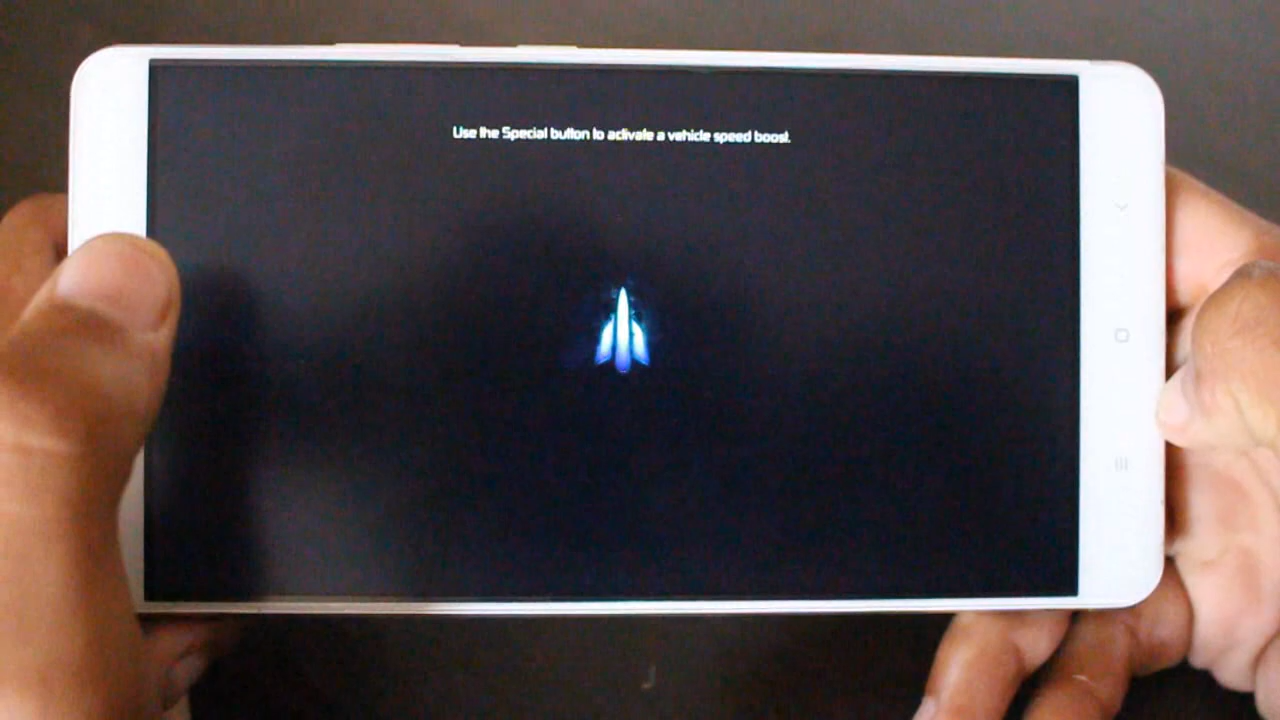 Use the Special button to activate a vehicle speed boost.